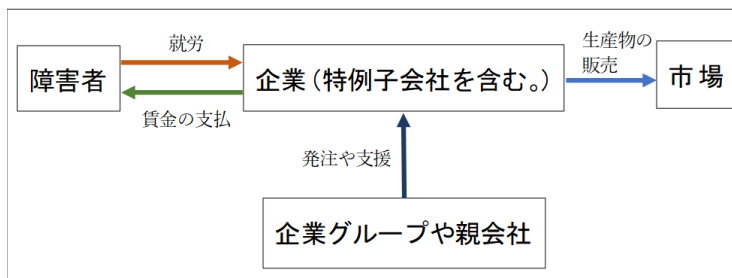 就労
生産物の
販売
障害者
企業（特例子会社を含む。）
市場
賃金の支払
発注や支援
企業グループや親会社